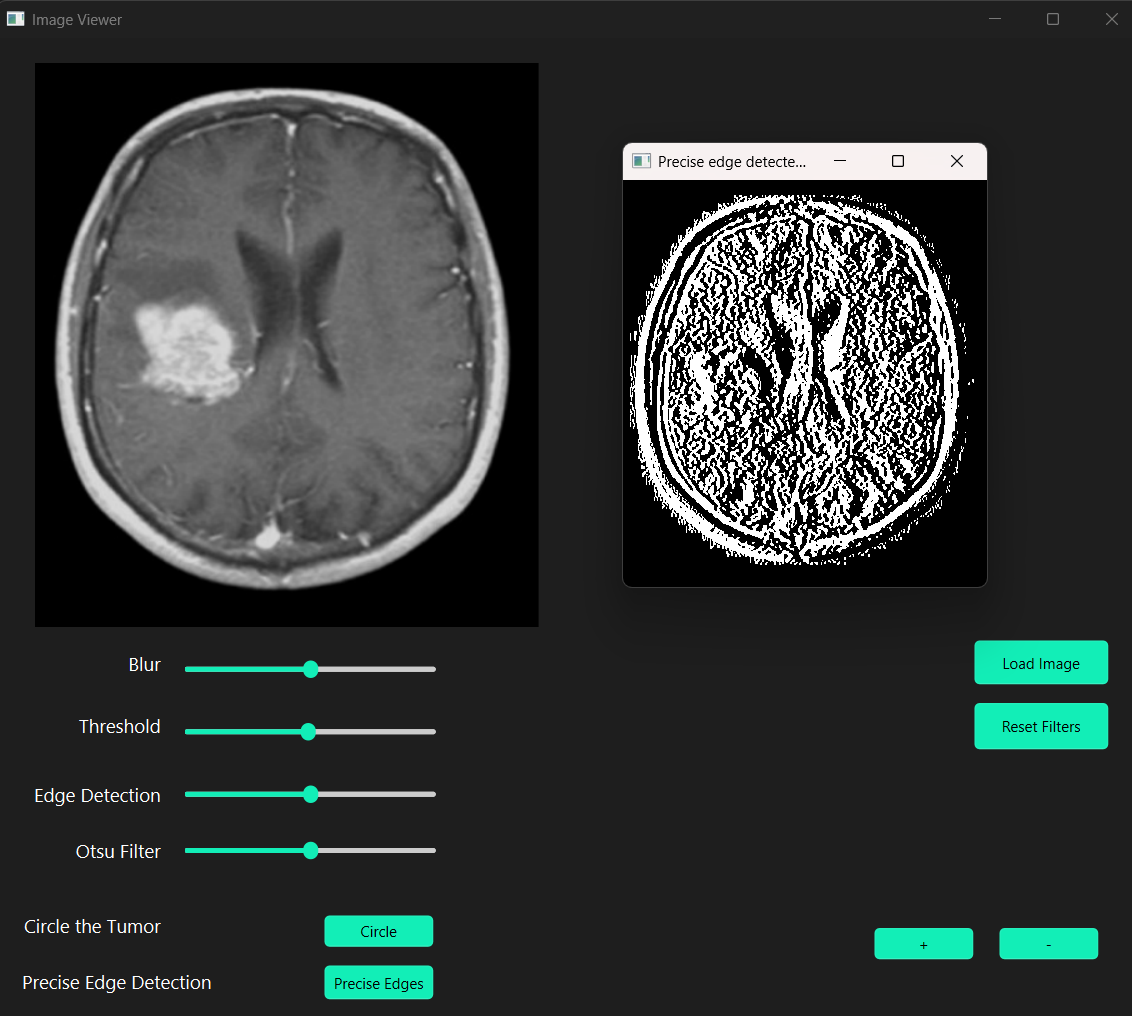 Image Viewer
Precise edge detecte...
Blur
Threshold
Edge Detection
Otsu Filter
Load Image
Reset Filters
Circle the Tumor
Circle
Precise Edge Detection
Precise Edges
+
-